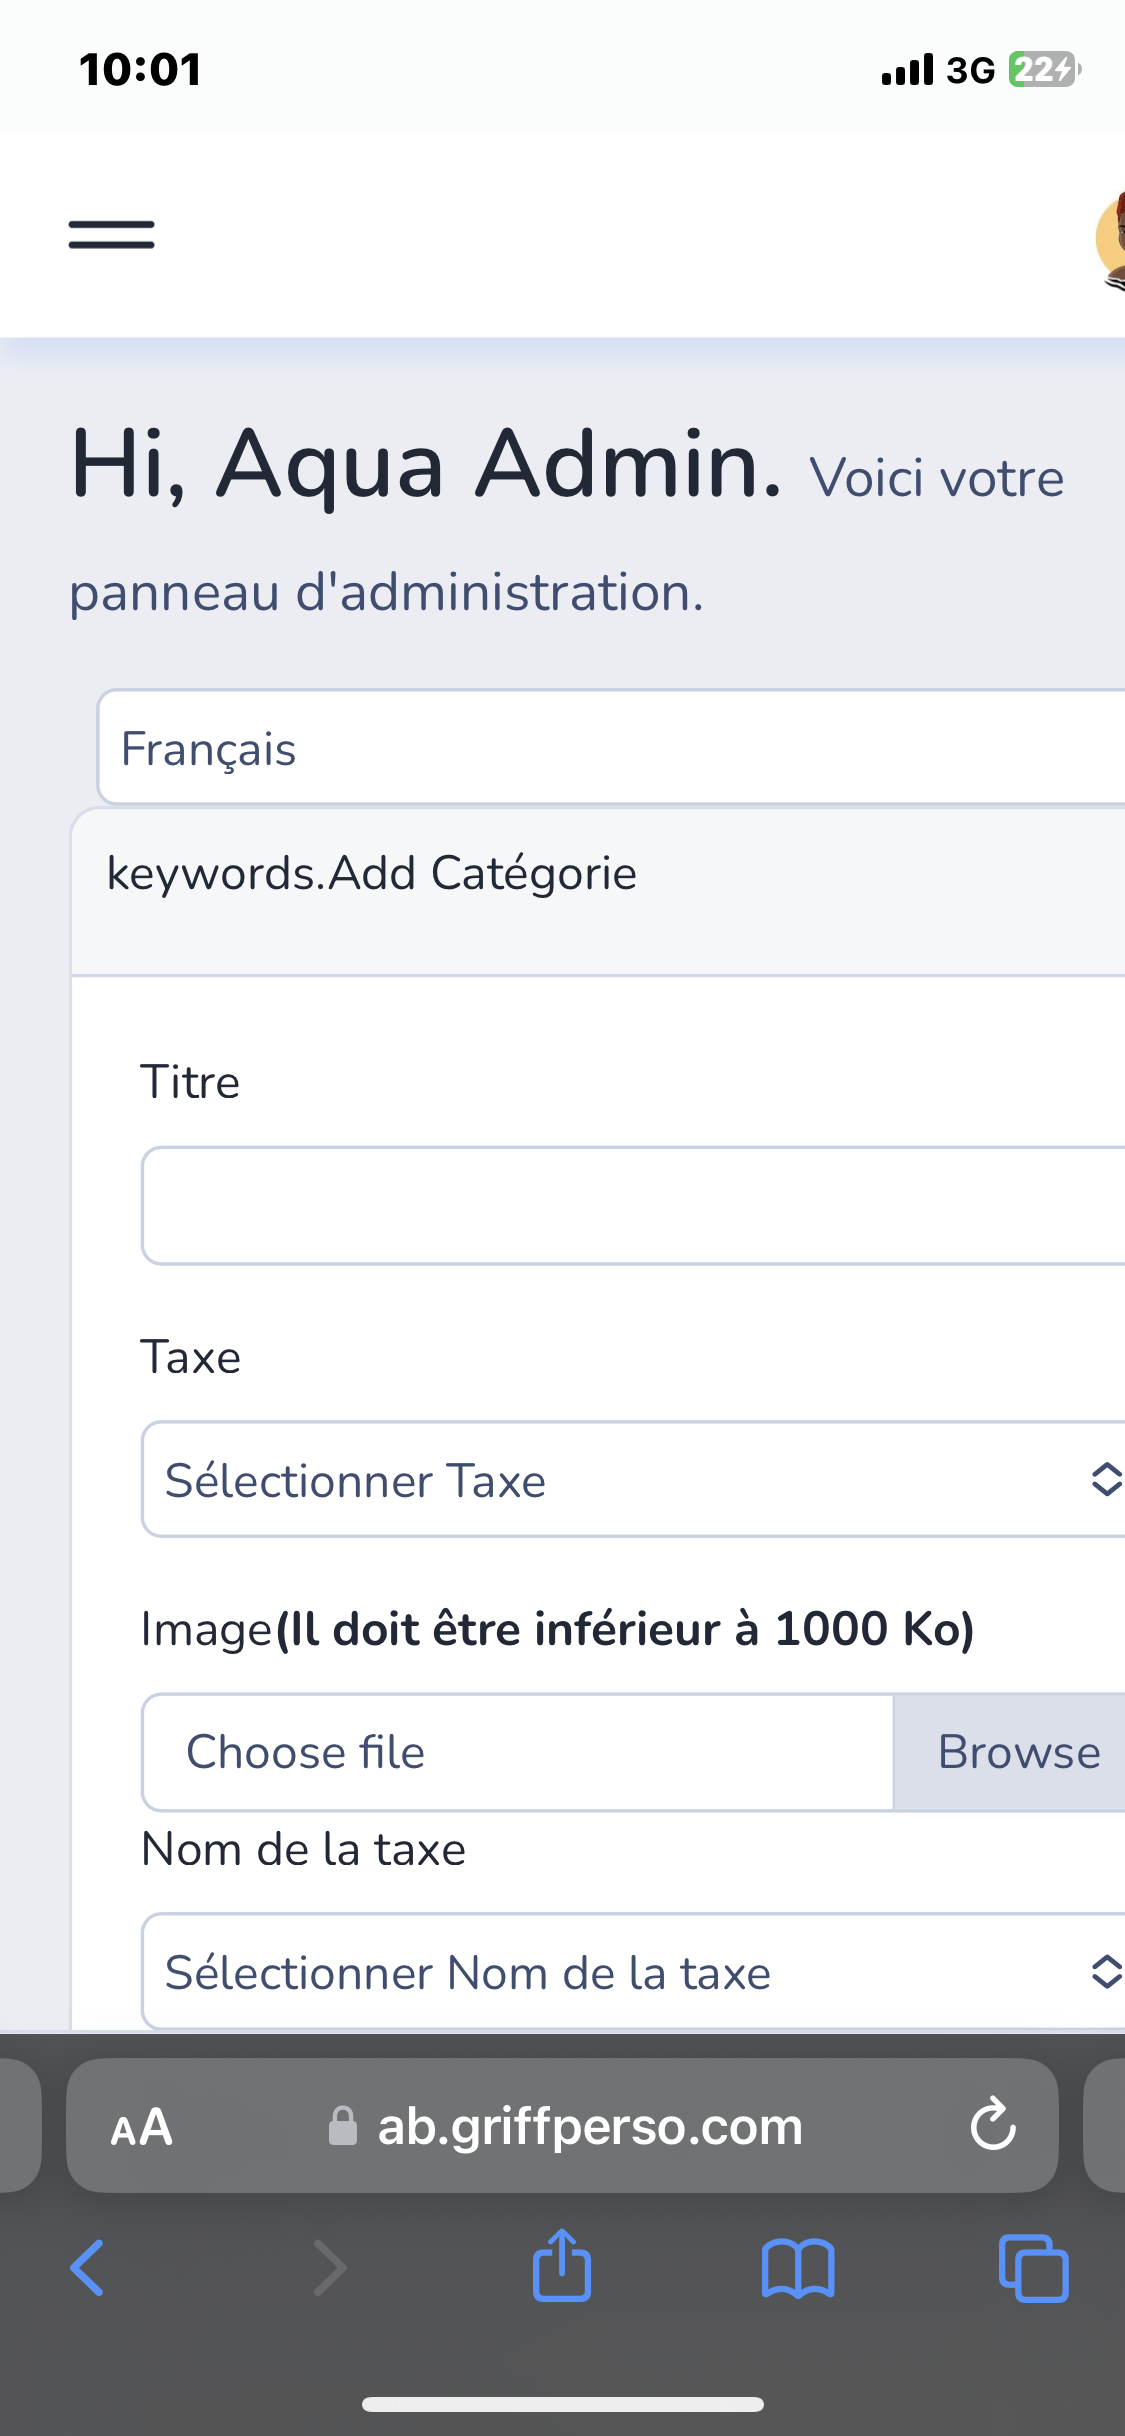 10:01
3G 22
Hi, Aqua Admin. Voici votre
panneau d'administration.
Français
keywords.Add Catégorie
Titre
Taxe
Sélectionner Taxe
Image(Il doit être inférieur à 1000 Ko)
Choose file Browse
Nom de la taxe
Sélectionner Nom de la taxe
AA ab.griffperso.com